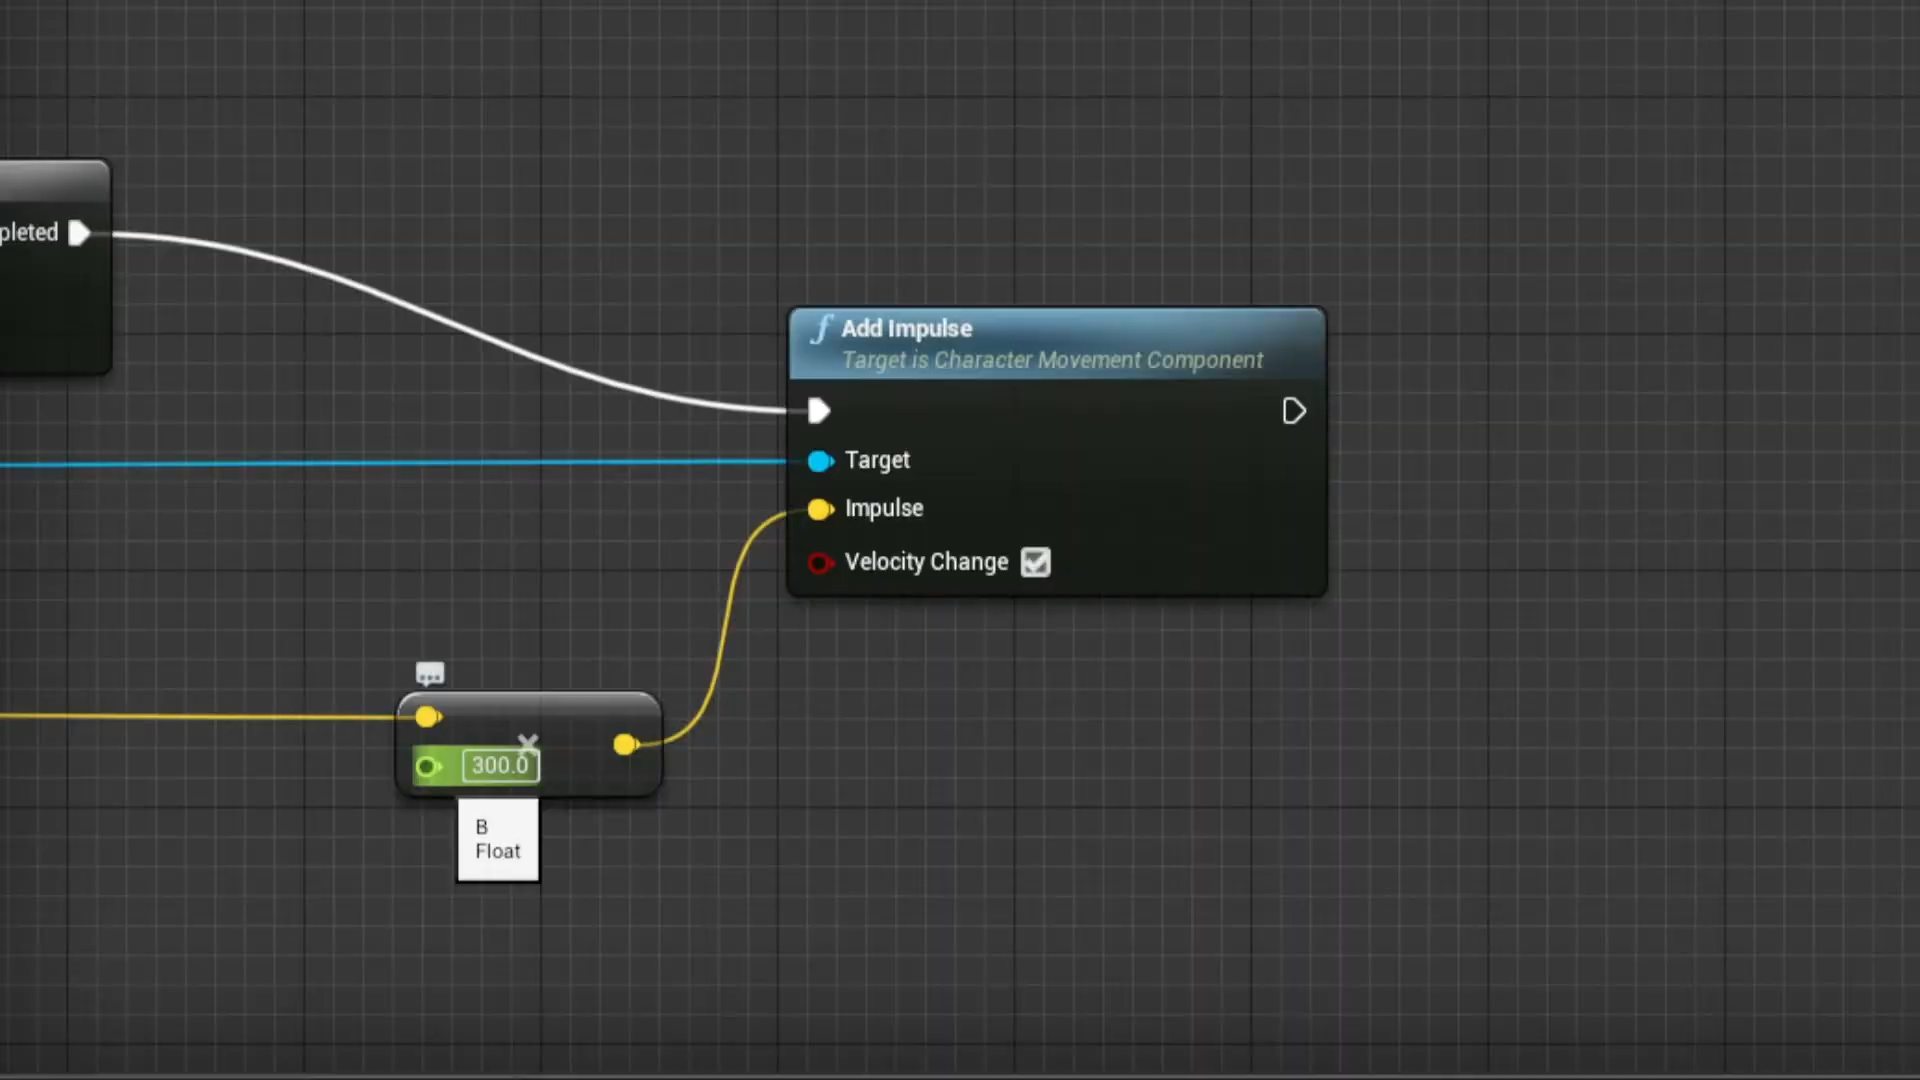 pleted
Add Impulse
Target is Character Movement Component
Target
Impulse
Velocity Change
300.0
B
Float